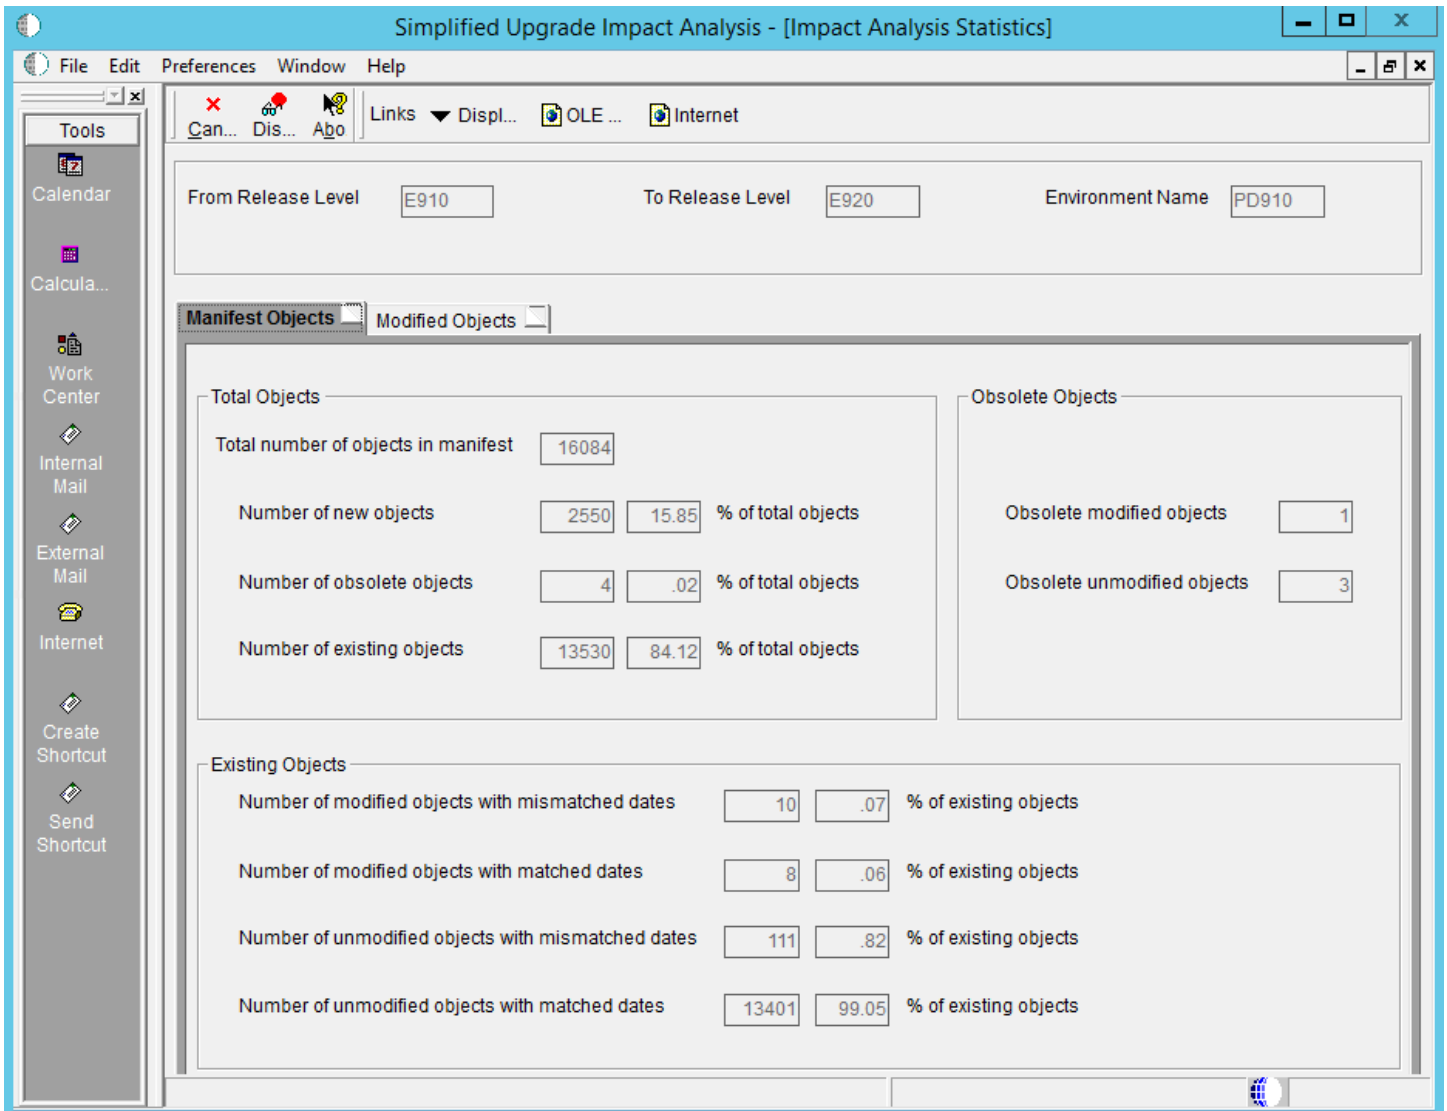 Simplified Upgrade Impact Analysis - [Impact Analysis Statistics]
File Edit Preferences Window Help
Tools
Calendar
Calcula...
Work
Center
Internal
Mail
External
Mail
Internet
Create
Shortcut
Send
Shortcut
Can... Dis... Abo Links Displ... OLE ... Internet
From Release Level E910 To Release Level E920 Environment Name PD910
Manifest Objects Modified Objects
Total Objects
Total number of objects in manifest 16084
Number of new objects 2550 15.85 % of total objects
Number of obsolete objects 4 .02 % of total objects
Number of existing objects 13530 84.12 % of total objects
Obsolete Objects
Obsolete modified objects 1
Obsolete unmodified objects 3
Existing Objects
Number of modified objects with mismatched dates 10 .07 % of existing objects
Number of modified objects with matched dates 8 .06 % of existing objects
Number of unmodified objects with mismatched dates 111 .82 % of existing objects
Number of unmodified objects with matched dates 13401 99.05 % of existing objects